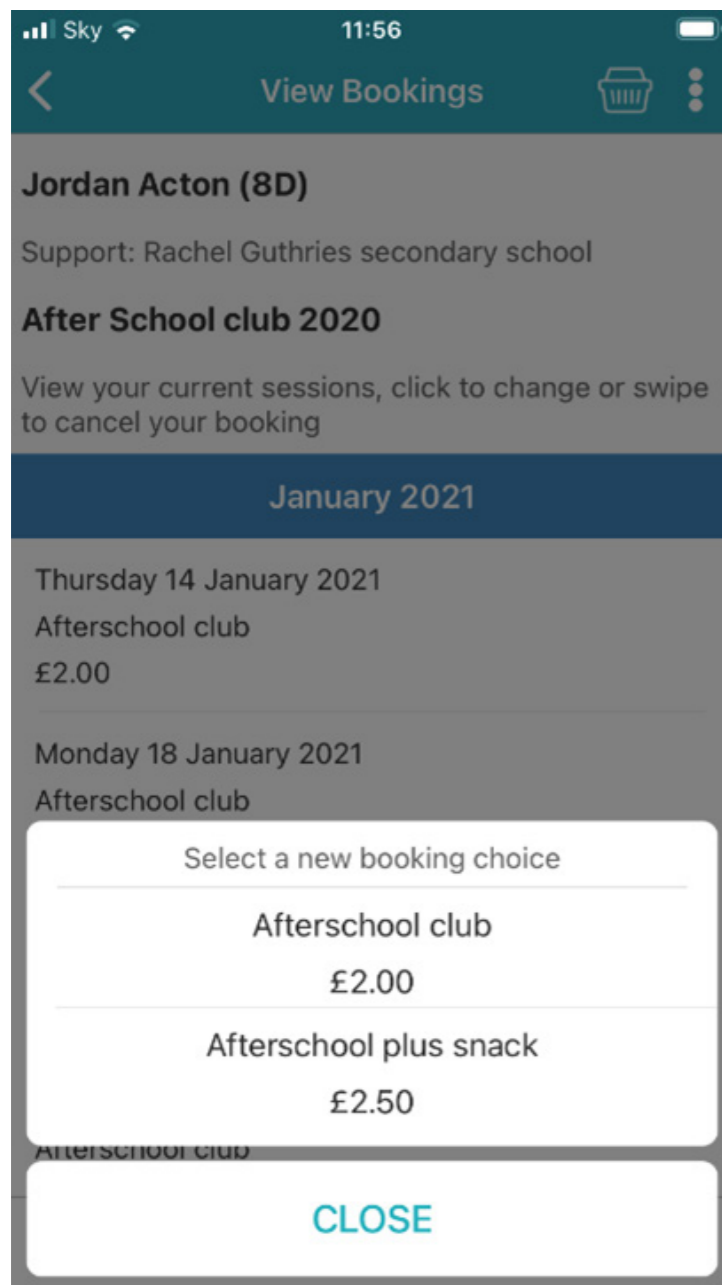 Sky 11:56
View Bookings
Jordan Acton (8D)
Support: Rachel Guthries secondary school
After School club 2020
View your current sessions, click to change or swipe
to cancel your booking
January 2021
Thursday 14 January 2021
Afterschool club
£2.00
Monday 18 January 2021
Afterschool club
Select a new booking choice
Afterschool club
£2.00
Afterschool plus snack
£2.50
Afterschool club
CLOSE